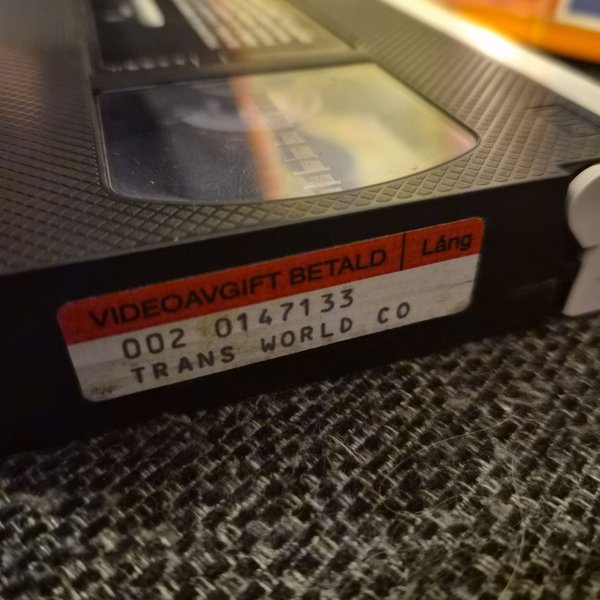 VIDEOAVGIFT BETALD | Lång
002 0147133
TRANS WORLD CO